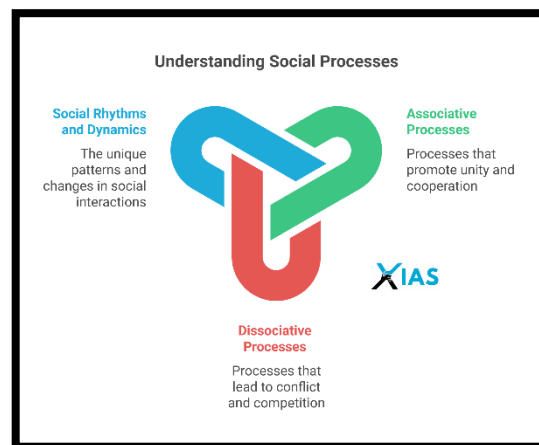 Understanding Social Processes
Social Rhythms
and Dynamics
The unique
patterns and
changes in social
interactions
Associative
Processes
Processes that
promote unity and
cooperation
XIAS
Dissociative
Processes
Processes that
lead to conflict
and competition